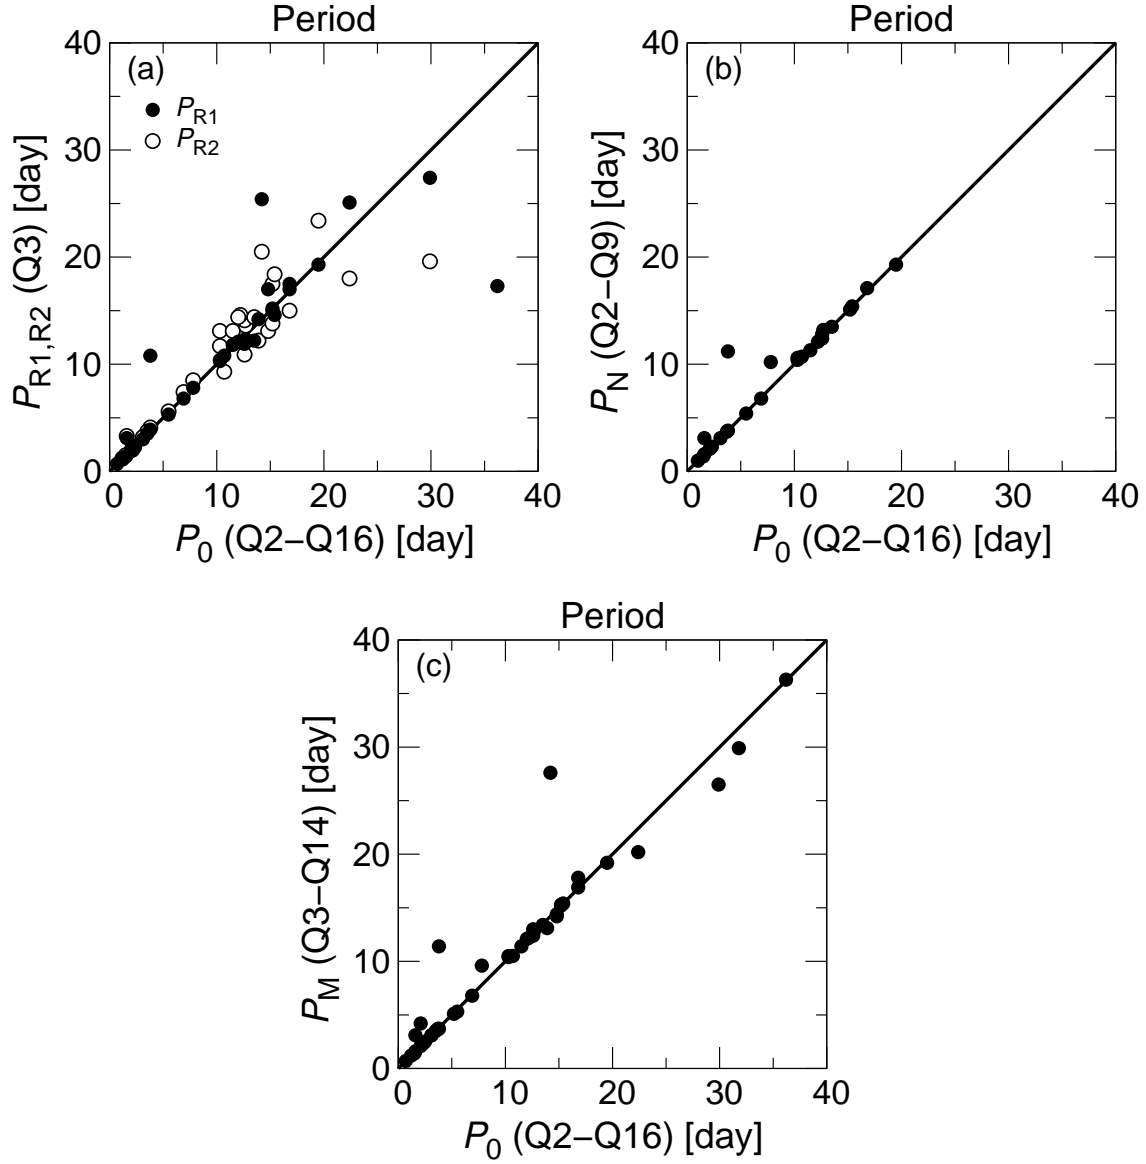 Period
(a)
P_R1
P_R2
P_R1,R2 (Q3) [day]
40
30
20
10
0
0 10 20 30 40
P_0 (Q2−Q16) [day]
Period
(b)
P_N (Q2−Q9) [day]
40
30
20
10
0
0 10 20 30 40
P_0 (Q2−Q16) [day]
Period
(c)
P_M (Q3−Q14) [day]
40
30
20
10
0
0 10 20 30 40
P_0 (Q2−Q16) [day]